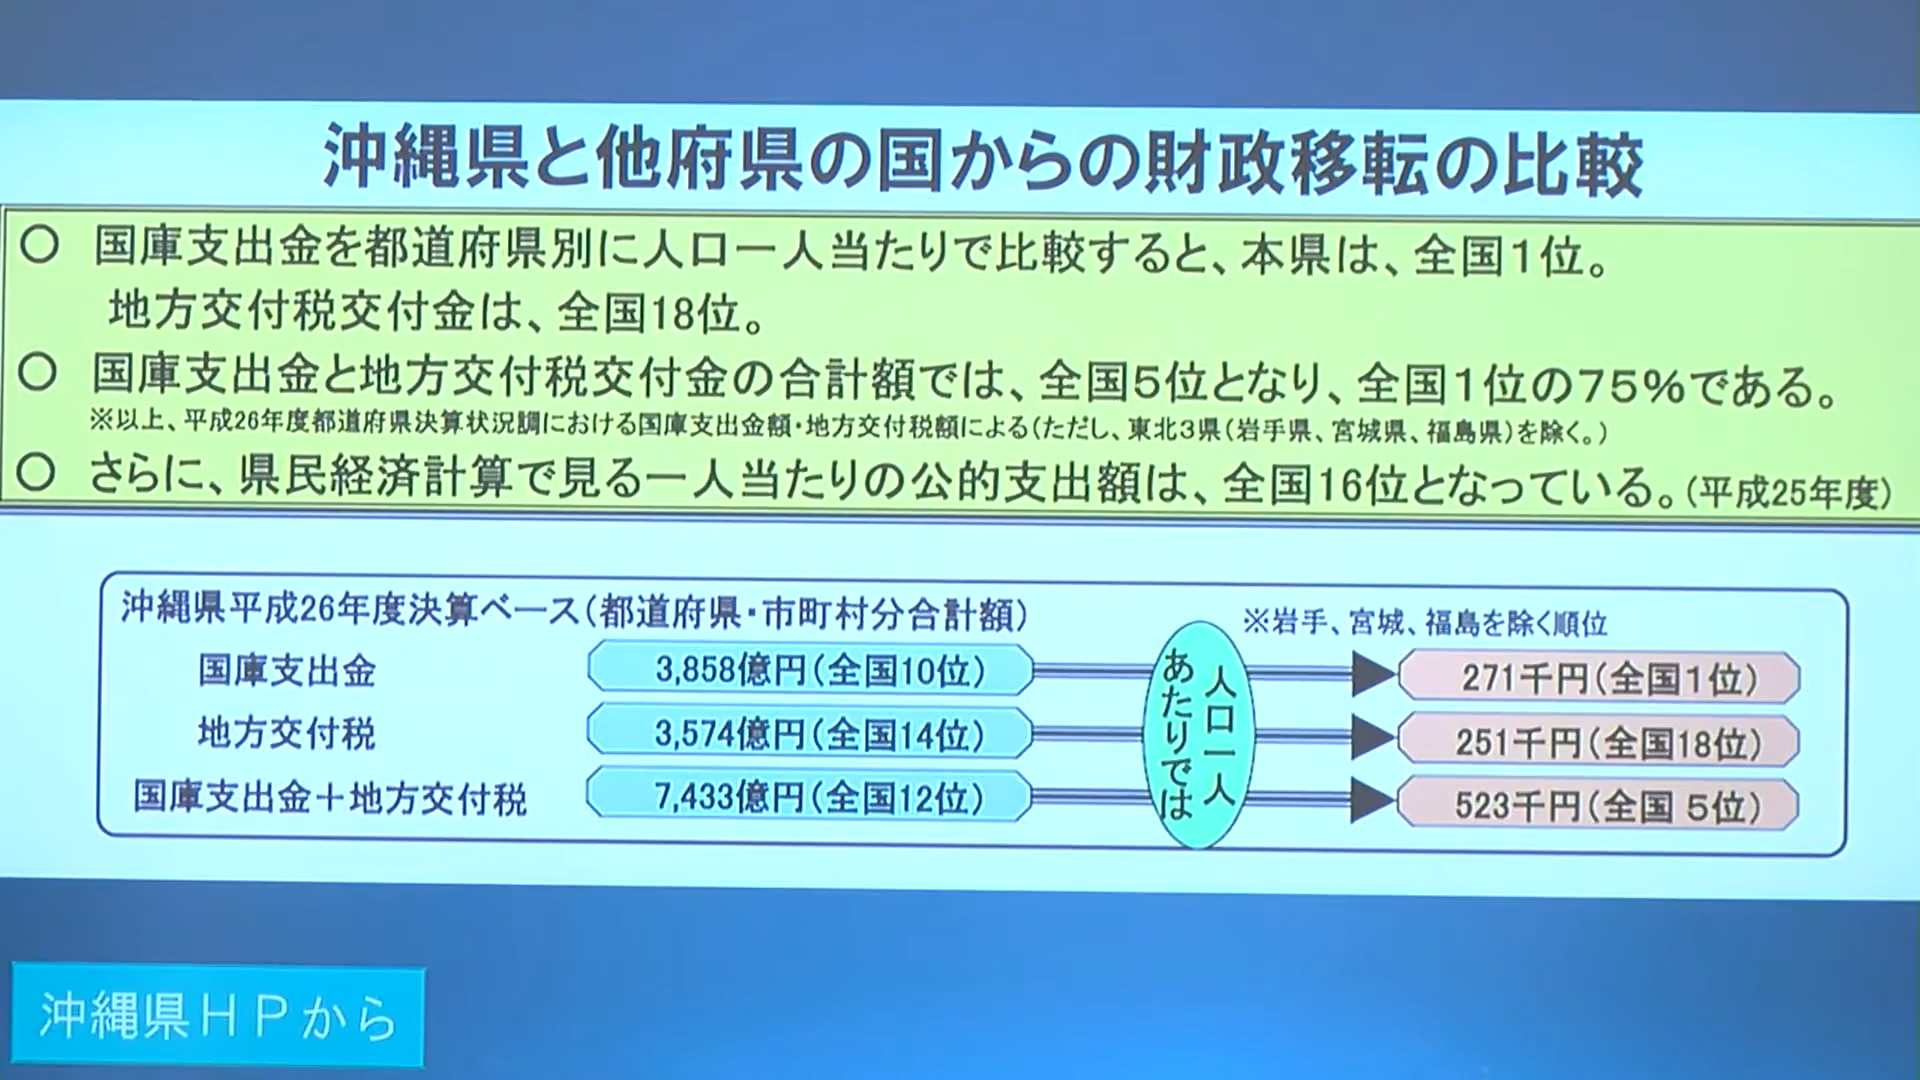 沖縄県と他府県の国からの財政移転の比較
○ 国庫支出金を都道府県別に人口一人当たりで比較すると、本県は、全国1位。
地方交付税交付金は、全国18位。
○ 国庫支出金と地方交付税交付金の合計額では、全国5位となり、全国1位の75%である。
※以上、平成26年度都道府県決算状況調における国庫支出金額・地方交付税額による(ただし、東北3県(岩手県、宮城県、福島県)を除く。)
○ さらに、県民経済計算で見る一人当たりの公的支出額は、全国16位となっている。(平成25年度)
沖縄県平成26年度決算ベース(都道府県・市町村分合計額)
※岩手、宮城、福島を除く順位
国庫支出金 3,858億円(全国10位) 271千円(全国1位)
地方交付税 3,574億円(全国14位) 251千円(全国18位)
国庫支出金+地方交付税 7,433億円(全国12位) 523千円(全国 5位)
人口一人
あたりでは
沖縄県HPから